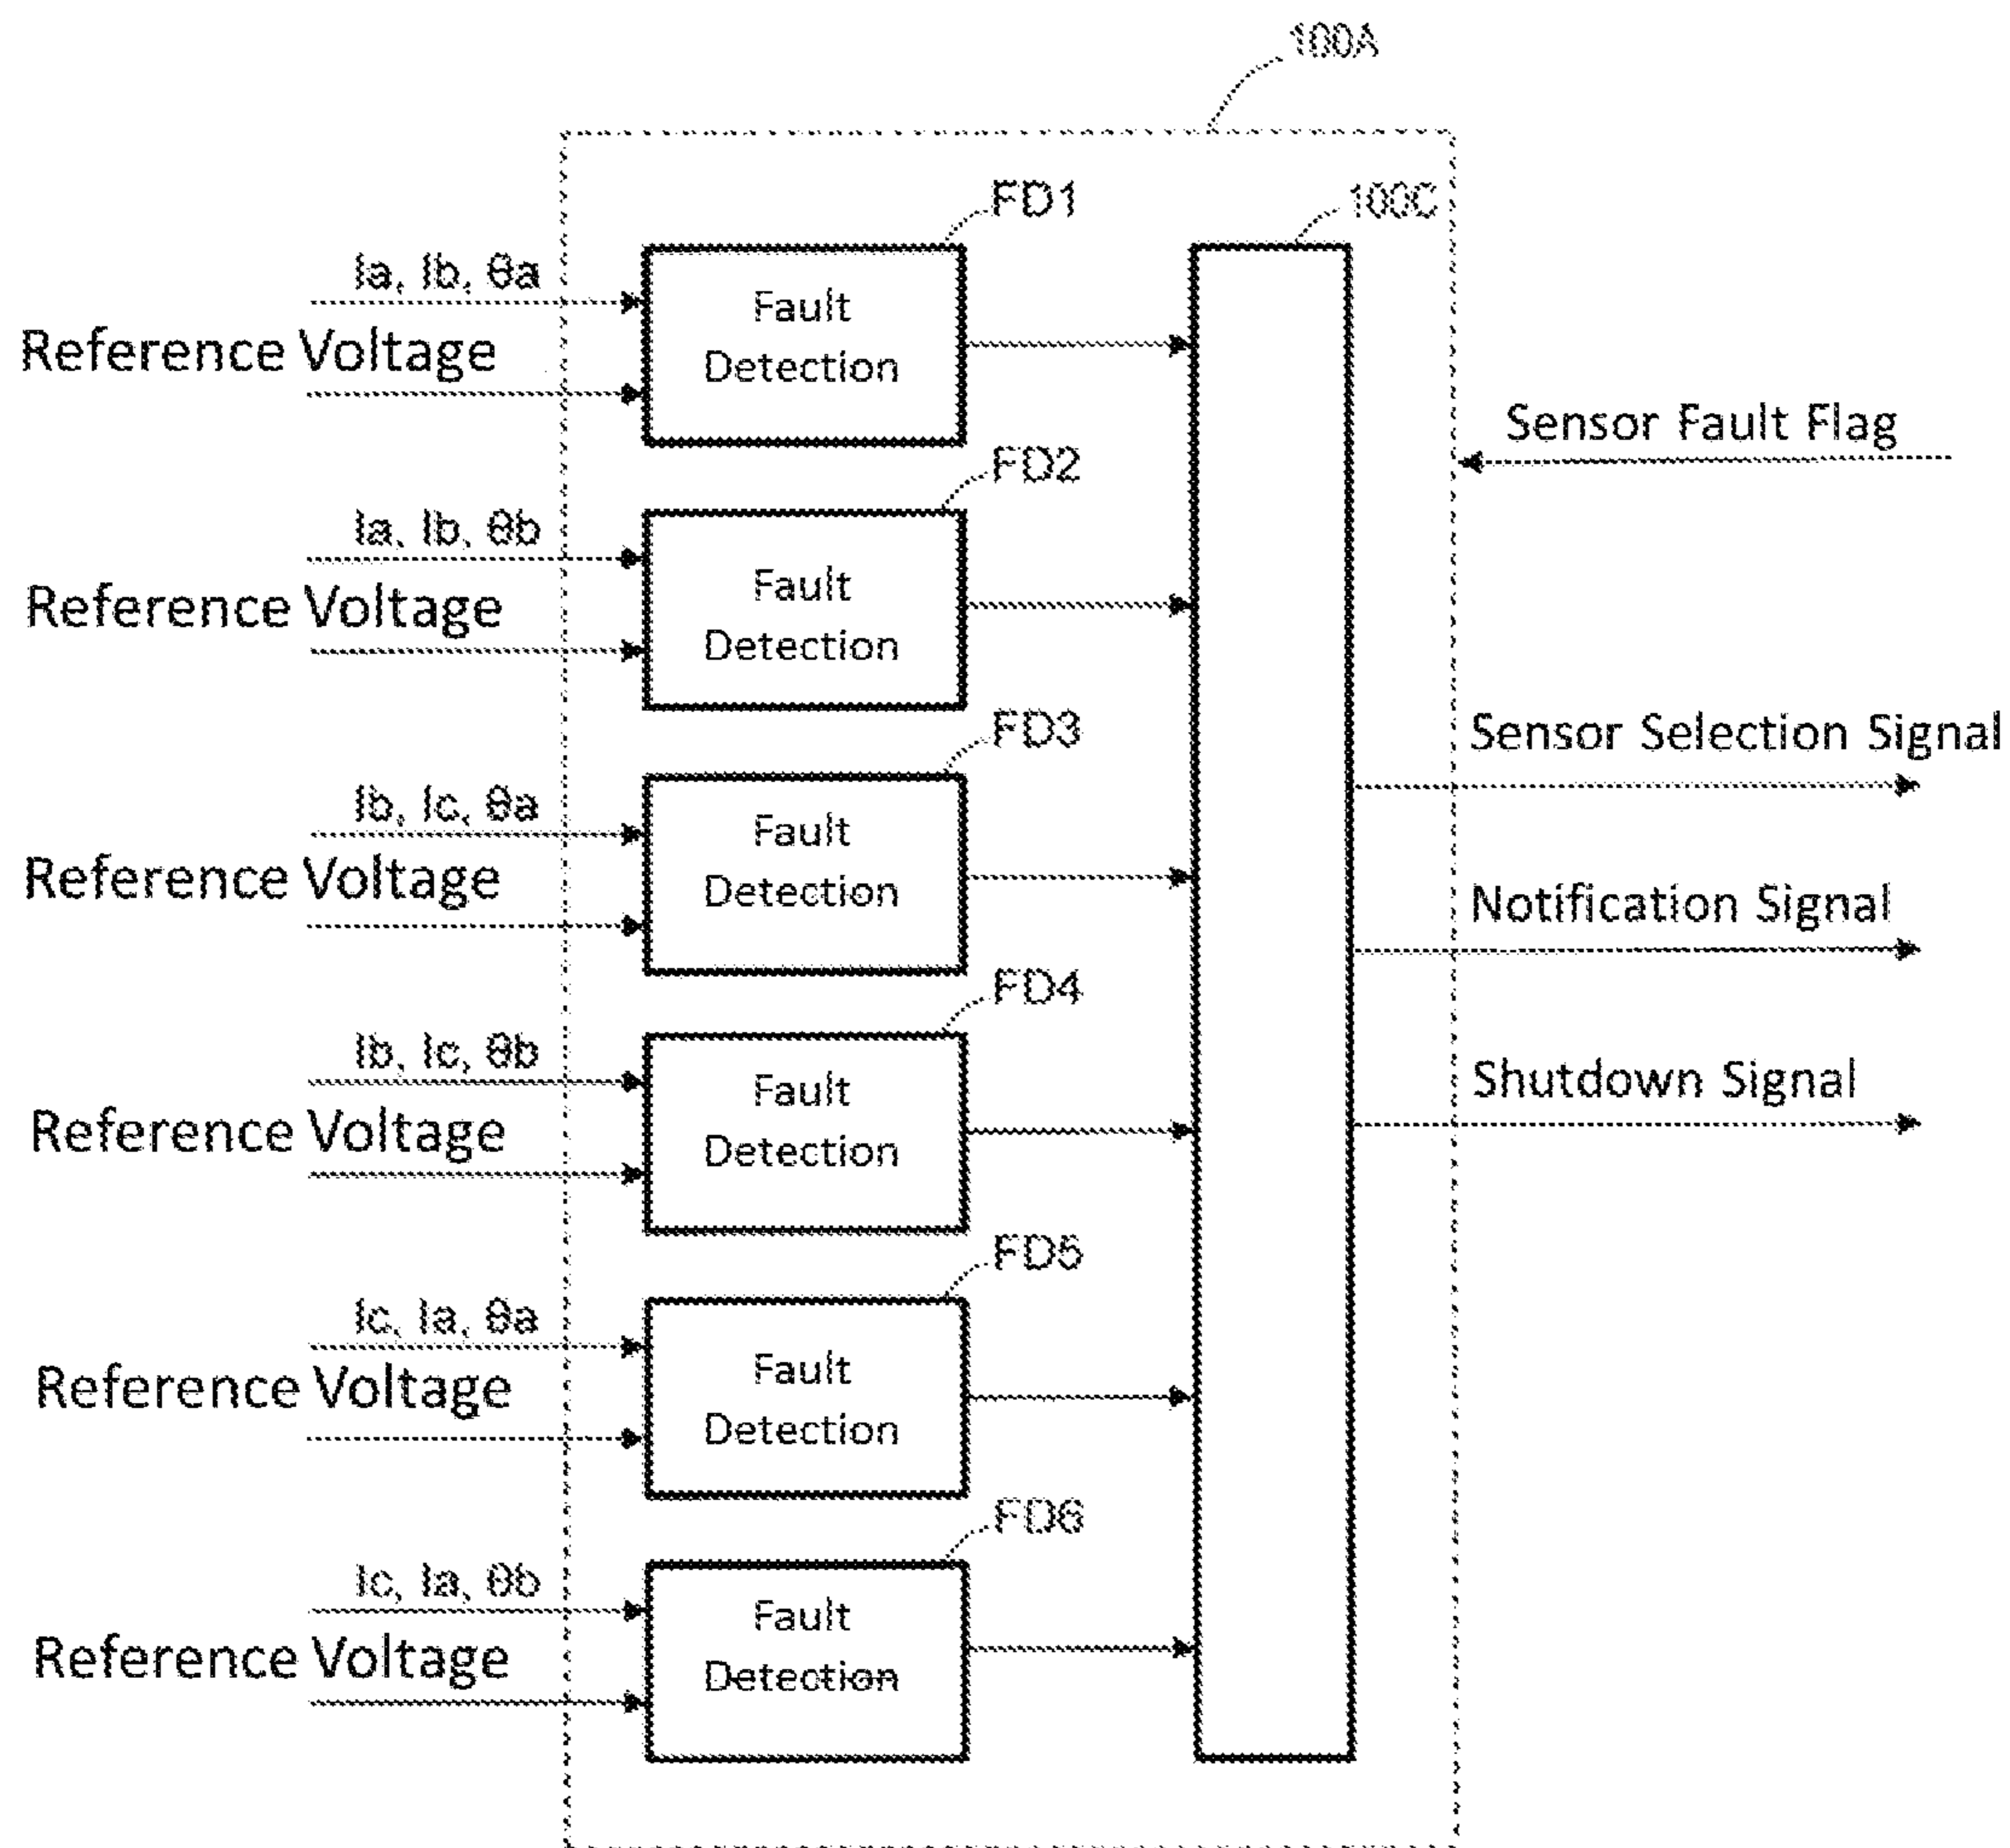 100A
FD1
100C
Ia, Ib, θa
Reference Voltage
Fault
Detection
Sensor Fault Flag
FD2
Ia, Ib, θb
Reference Voltage
Fault
Detection
FD3
Sensor Selection Signal
Ib, Ic, θa
Reference Voltage
Fault
Detection
Notification Signal
FD4
Ib, Ic, θb
Reference Voltage
Fault
Detection
Shutdown Signal
FD5
Ic, Ia, θa
Reference Voltage
Fault
Detection
FD6
Ic, Ia, θb
Reference Voltage
Fault
Detection